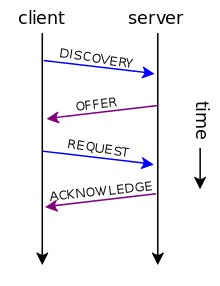 client
server
DISCOVERY
OFFER
REQUEST
ACKNOWLEDGE
time